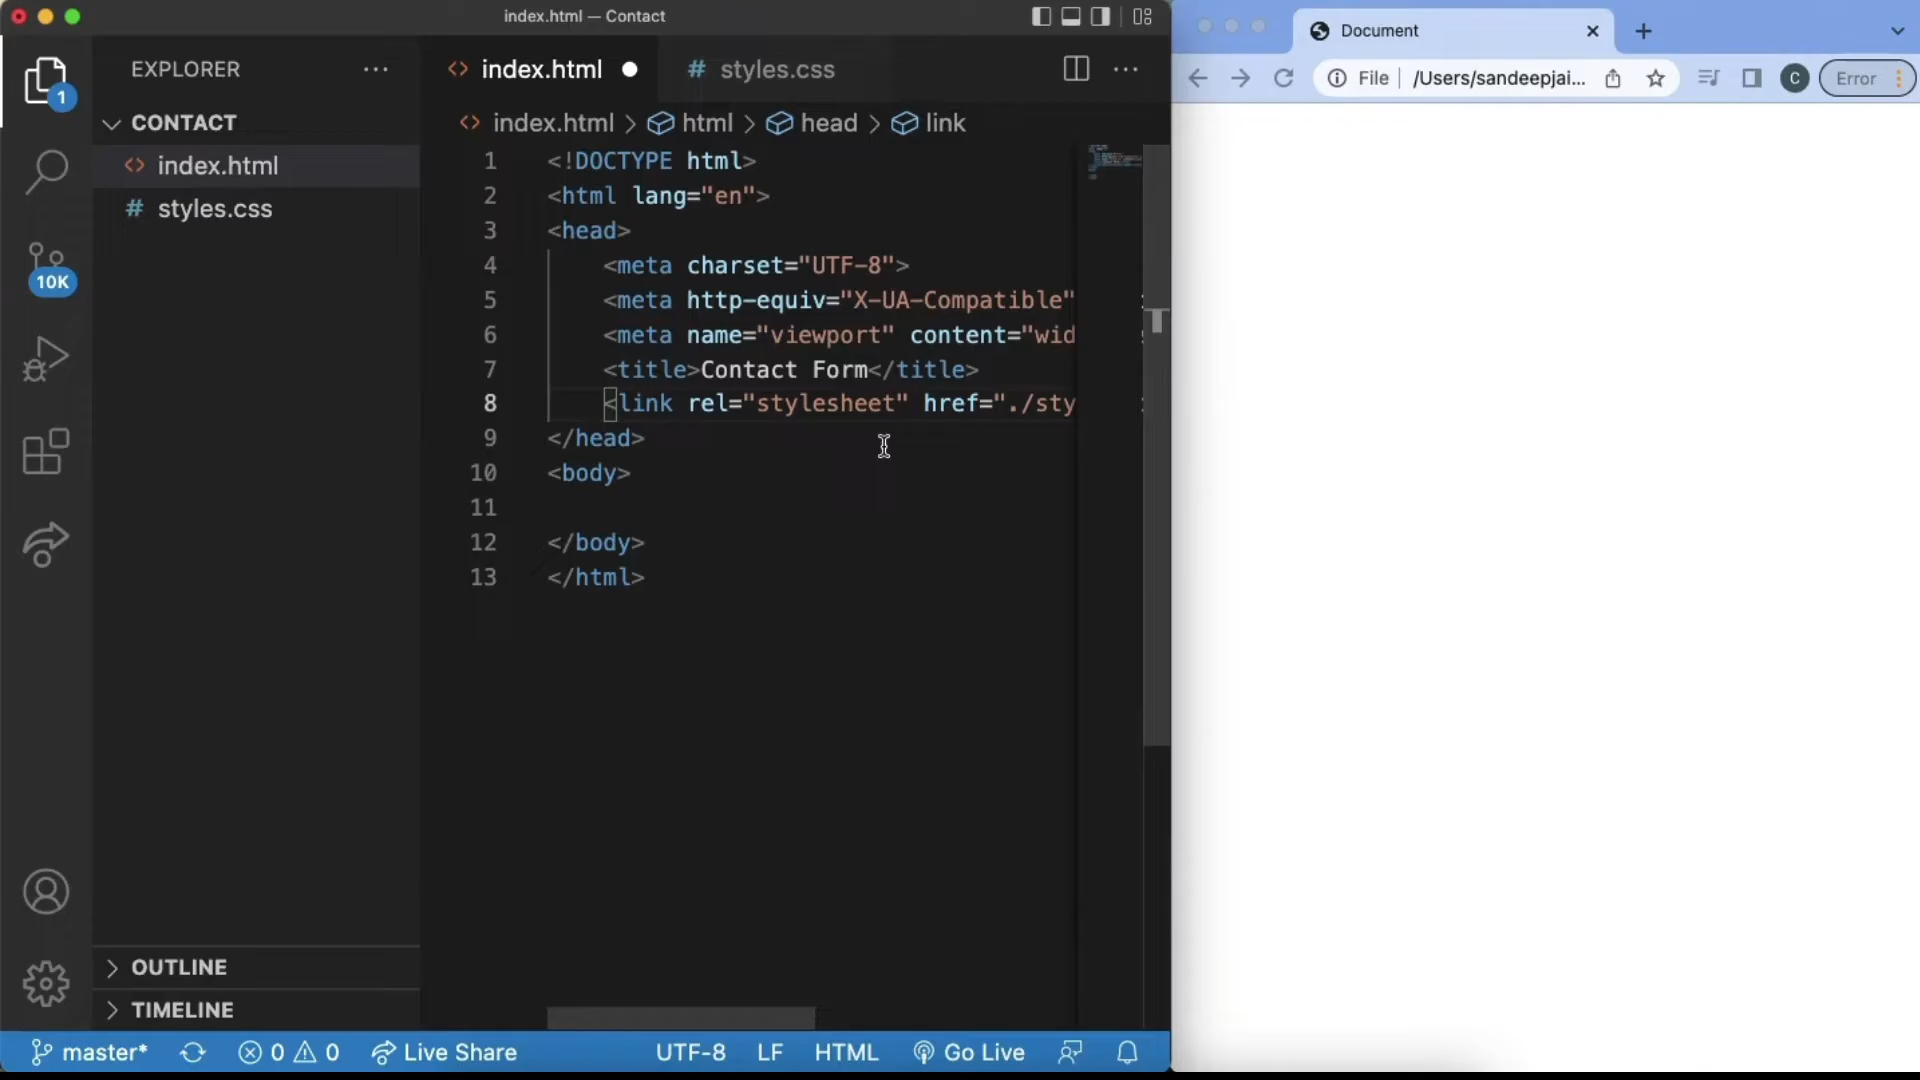 index.html — Contact
EXPLORER
index.html
styles.css
1
CONTACT
index.html
styles.css
10K
index.html > html > head > link
1 <!DOCTYPE html>
2 <html lang="en">
3 <head>
4 <meta charset="UTF-8">
5 <meta http-equiv="X-UA-Compatible"
6 <meta name="viewport" content="wid
7 <title>Contact Form</title>
8 <link rel="stylesheet" href="./sty
9 </head>
10 <body>
11
12 </body>
13 </html>
OUTLINE
TIMELINE
master*
0 0
Live Share
UTF-8
LF
HTML
Go Live
Document
File
/Users/sandeepjai...
C
Error